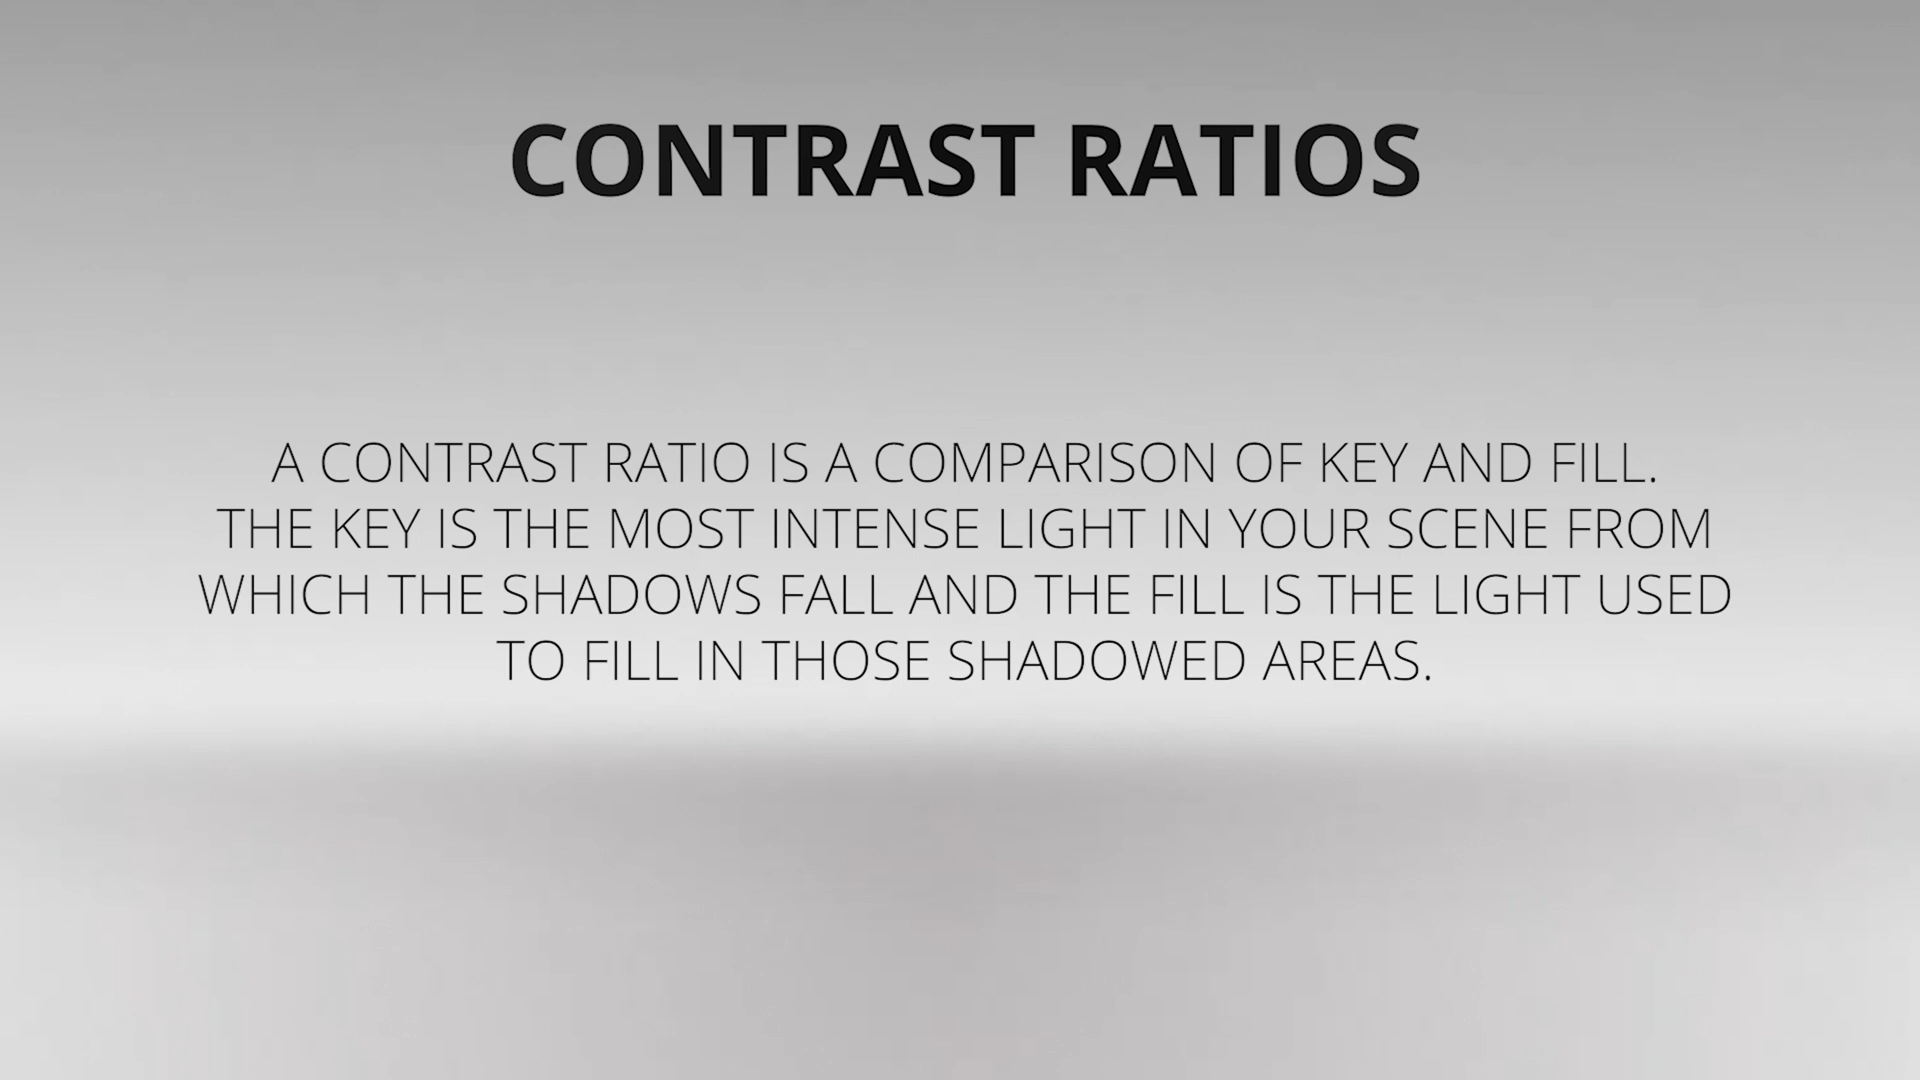 CONTRAST RATIOS
A CONTRAST RATIO IS A COMPARISON OF KEY AND FILL.
THE KEY IS THE MOST INTENSE LIGHT IN YOUR SCENE FROM
WHICH THE SHADOWS FALL AND THE FILL IS THE LIGHT USED
TO FILL IN THOSE SHADOWED AREAS.